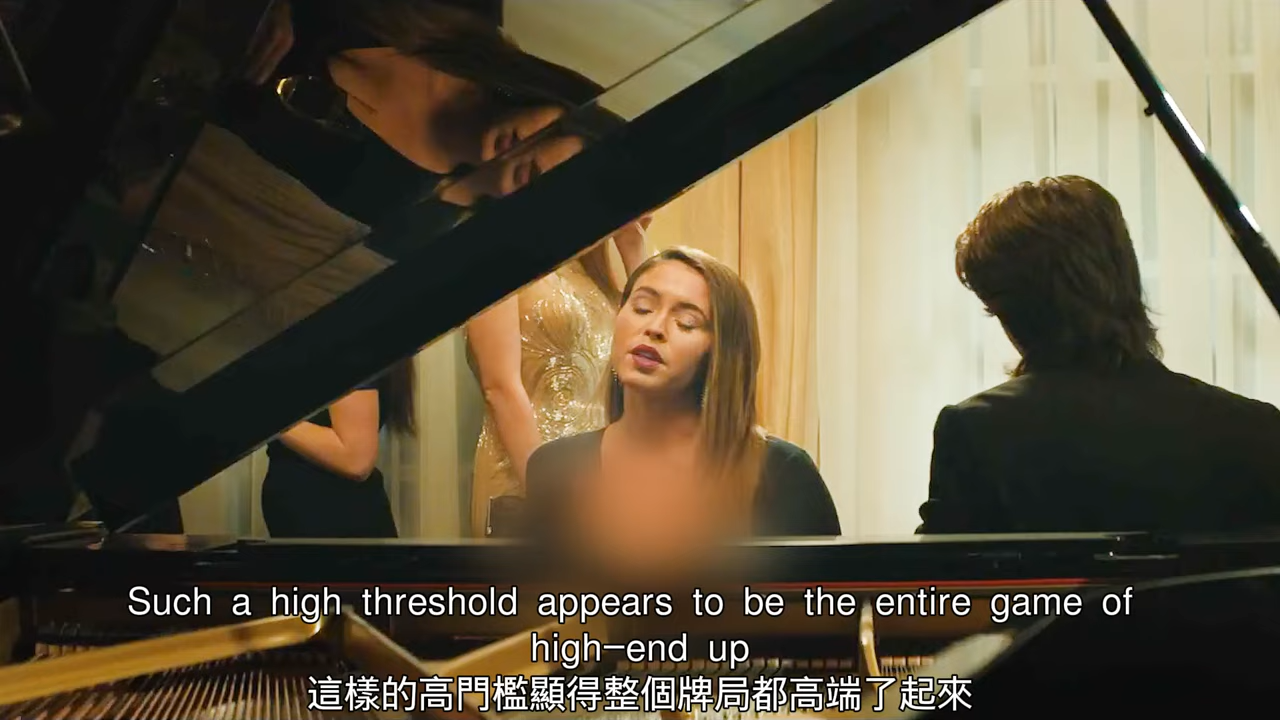 Such a high threshold appears to be the entire game of
high-end up
這樣的高門檻顯得整個牌局都高端了起來